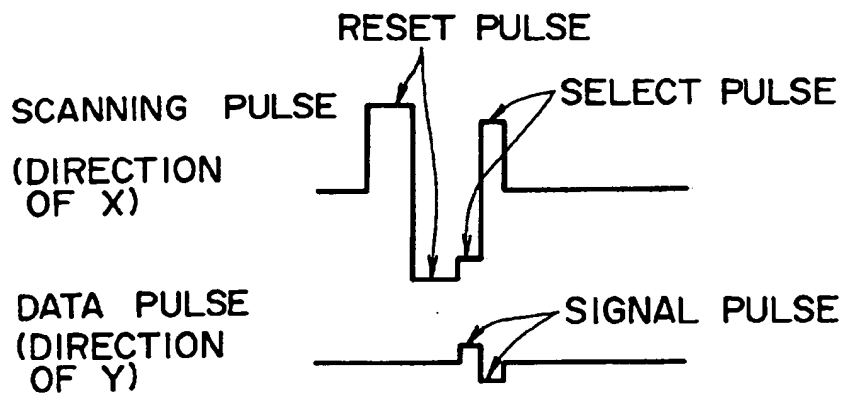 RESET PULSE
SCANNING PULSE
SELECT PULSE
(DIRECTION
OF X)
DATA PULSE
SIGNAL PULSE
(DIRECTION
OF Y)